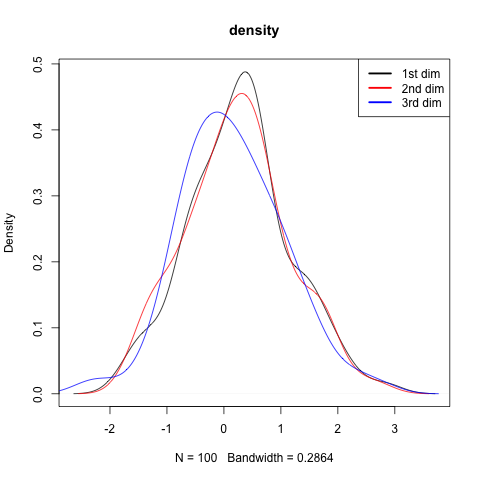 density
1st dim
2nd dim
3rd dim
Density
0.5
0.4
0.3
0.2
0.1
0.0
-2 -1 0 1 2 3
N = 100 Bandwidth = 0.2864